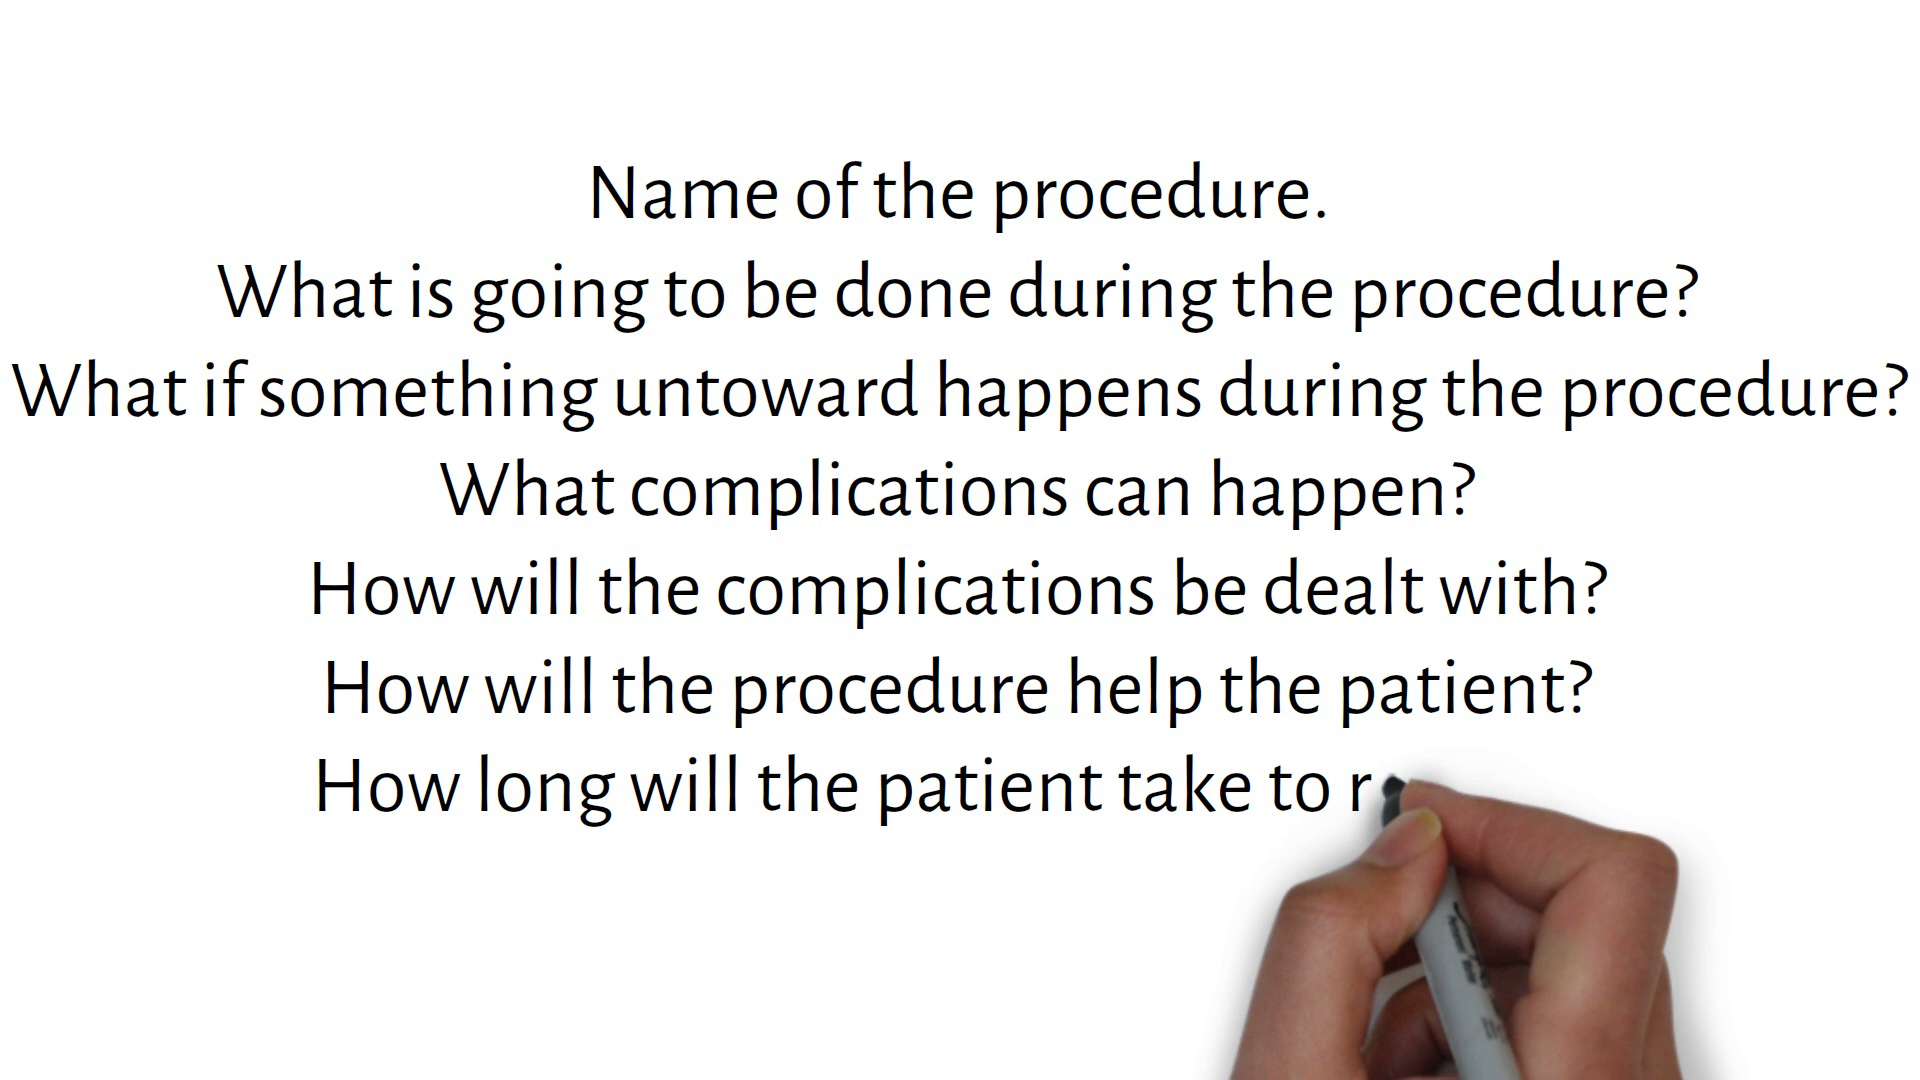 Name of the procedure.
What is going to be done during the procedure?
What if something untoward happens during the procedure?
What complications can happen?
How will the complications be dealt with?
How will the procedure help the patient?
How long will the patient take to r